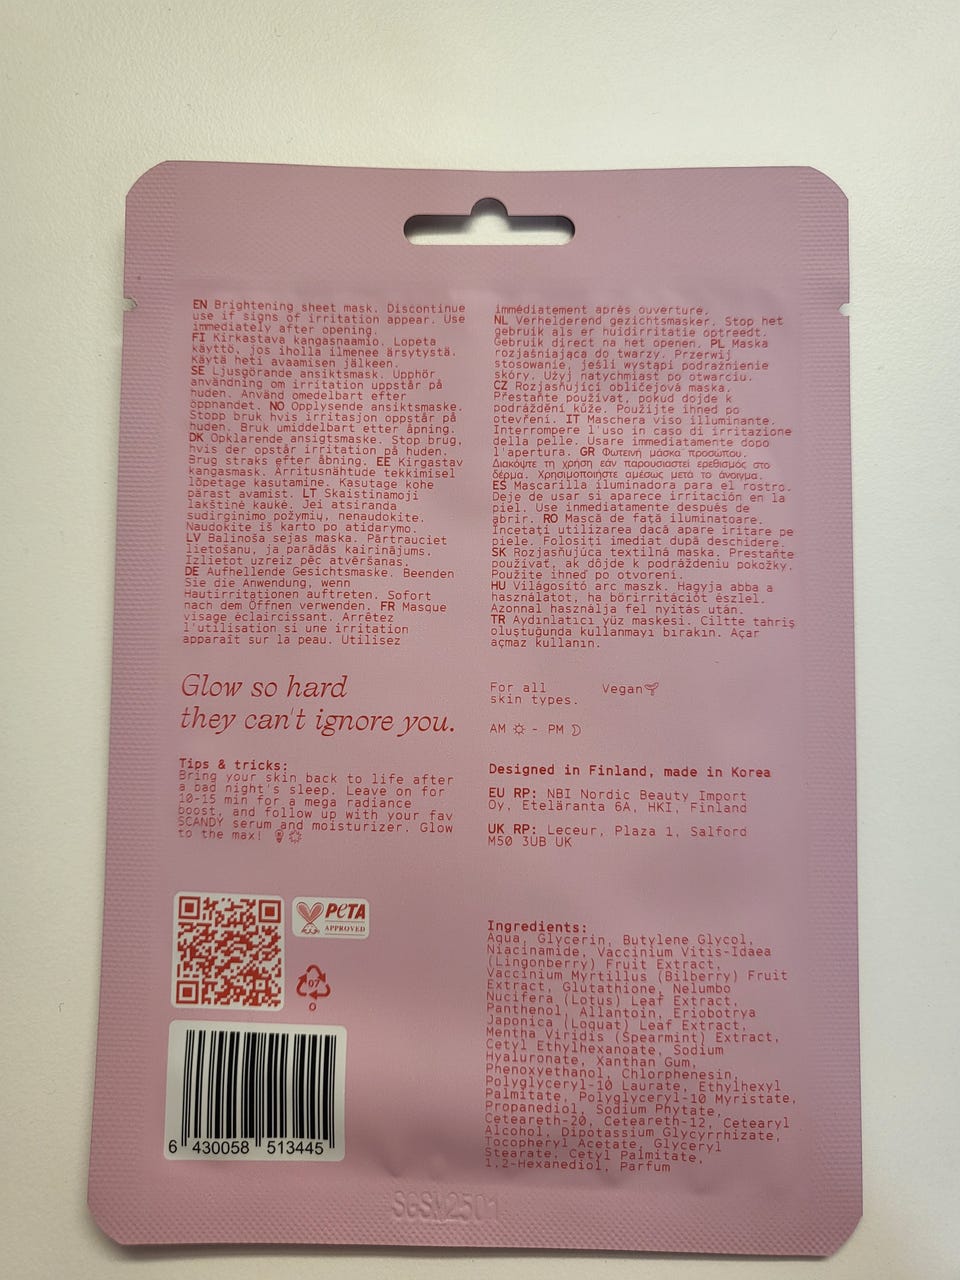 EN Brightening sheet mask. Discontinue
use if signs of irritation appear. Use
immediately after opening.
FI Kirkastava kangasnaamio. Lopeta
käyttö, jos iholla ilmenee ärsytystä.
Käytä heti avaamisen jälkeen.
SE Ljusgörande ansiktsmask. Upphör
användning om irritation uppstår på
huden. Använd omedelbart efter
öppnandet. NO Opplysende ansiktsmaske.
Stopp bruk hvis irritasjon oppstår på
huden. Bruk umiddelbart etter åpning.
DK Opklarende ansigtsmaske. Stop brug,
hvis der opstår irritation på huden.
Brug straks efter åbning. EE Kirgastav
kangasmask. Ärritusnähtude tekkimisel
lõpetage kasutamine. Kasutage kohe
pärast avamist. LT Skaistinamoji
lakštinė kaukė. Jei atsiranda
sudirginimo požymių, nenaudokite.
Naudokite iš karto po atidarymo.
LV Balinoša sejas maska. Pārtrauciet
lietošanu, ja parādās kairinājums.
Izlietot uzreiz pēc atvēršanas.
DE Aufhellende Gesichtsmaske. Beenden
Sie die Anwendung, wenn
Hautirritationen auftreten. Sofort
nach dem Öffnen verwenden. FR Masque
visage éclaircissant. Arrêtez
l'utilisation si une irritation
apparaît sur la peau. Utilisez
immédiatement après ouverture.
NL Verhelderend gezichtsmasker. Stop het
gebruik als er huidirritatie optreedt.
Gebruik direct na het openen. PL Maska
rozjaśniająca do twarzy. Przerwij
stosowanie, jeśli wystąpi podrażnienie
skóry. Użyj natychmiast po otwarciu.
CZ Rozjasňující obličejová maska.
Přestaňte používat, pokud dojde k
podráždění kůže. Použijte ihned po
otevření. IT Maschera viso illuminante.
Interrompere l'uso in caso di irritazione
della pelle. Usare immediatamente dopo
l'apertura. GR Φωτεινή μάσκα προσώπου.
Διακόψτε τη χρήση εάν παρουσιαστεί ερεθισμός στο
δέρμα. Χρησιμοποιήστε αμέσως μετά το άνοιγμα.
ES Mascarilla iluminadora para el rostro.
Deje de usar si aparece irritación en la
piel. Use inmediatamente después de
abrir. RO Mască de față iluminatoare.
Încetați utilizarea dacă apare iritare pe
piele. Folosiți imediat după deschidere.
SK Rozjasňujúca textilná maska. Prestaňte
používať, ak dôjde k podráždeniu pokožky.
Použite ihneď po otvorení.
HU Világosító arc maszk. Hagyja abba a
használatot, ha bőrirritációt észlel.
Azonnal használja fel nyitás után.
TR Aydınlatıcı yüz maskesi. Ciltte tahriş
oluştuğunda kullanmayı bırakın. Açar
açmaz kullanın.
Glow so hard
they can't ignore you.
For all
skin types.
Vegan
AM - PM
Tips & tricks:
Bring your skin back to life after
a bad night's sleep. Leave on for
10-15 min for a mega radiance
boost, and follow up with your fav
SCANDY serum and moisturizer. Glow
to the max!
Designed in Finland, made in Korea
EU RP: NBI Nordic Beauty Import
Oy, Eteläranta 6A, HKI, Finland
UK RP: Leceur, Plaza 1, Salford
M50 3UB UK
PETA
APPROVED
07
O
6 430058 513445
Ingredients:
Aqua, Glycerin, Butylene Glycol,
Niacinamide, Vaccinium Vitis-Idaea
(Lingonberry) Fruit Extract,
Vaccinium Myrtillus (Bilberry) Fruit
Extract, Glutathione, Nelumbo
Nucifera (Lotus) Leaf Extract,
Panthenol, Allantoin, Eriobotrya
Japonica (Loquat) Leaf Extract,
Mentha Viridis (Spearmint) Extract,
Cetyl Ethylhexanoate, Sodium
Hyaluronate, Xanthan Gum,
Phenoxyethanol, Chlorphenesin,
Polyglyceryl-10 Laurate, Ethylhexyl
Palmitate, Polyglyceryl-10 Myristate,
Propanediol, Sodium Phytate,
Ceteareth-20, Ceteareth-12, Cetearyl
Alcohol, Dipotassium Glycyrrhizate,
Tocopheryl Acetate, Glyceryl
Stearate, Cetyl Palmitate,
1,2-Hexanediol, Parfum
SGSM2501